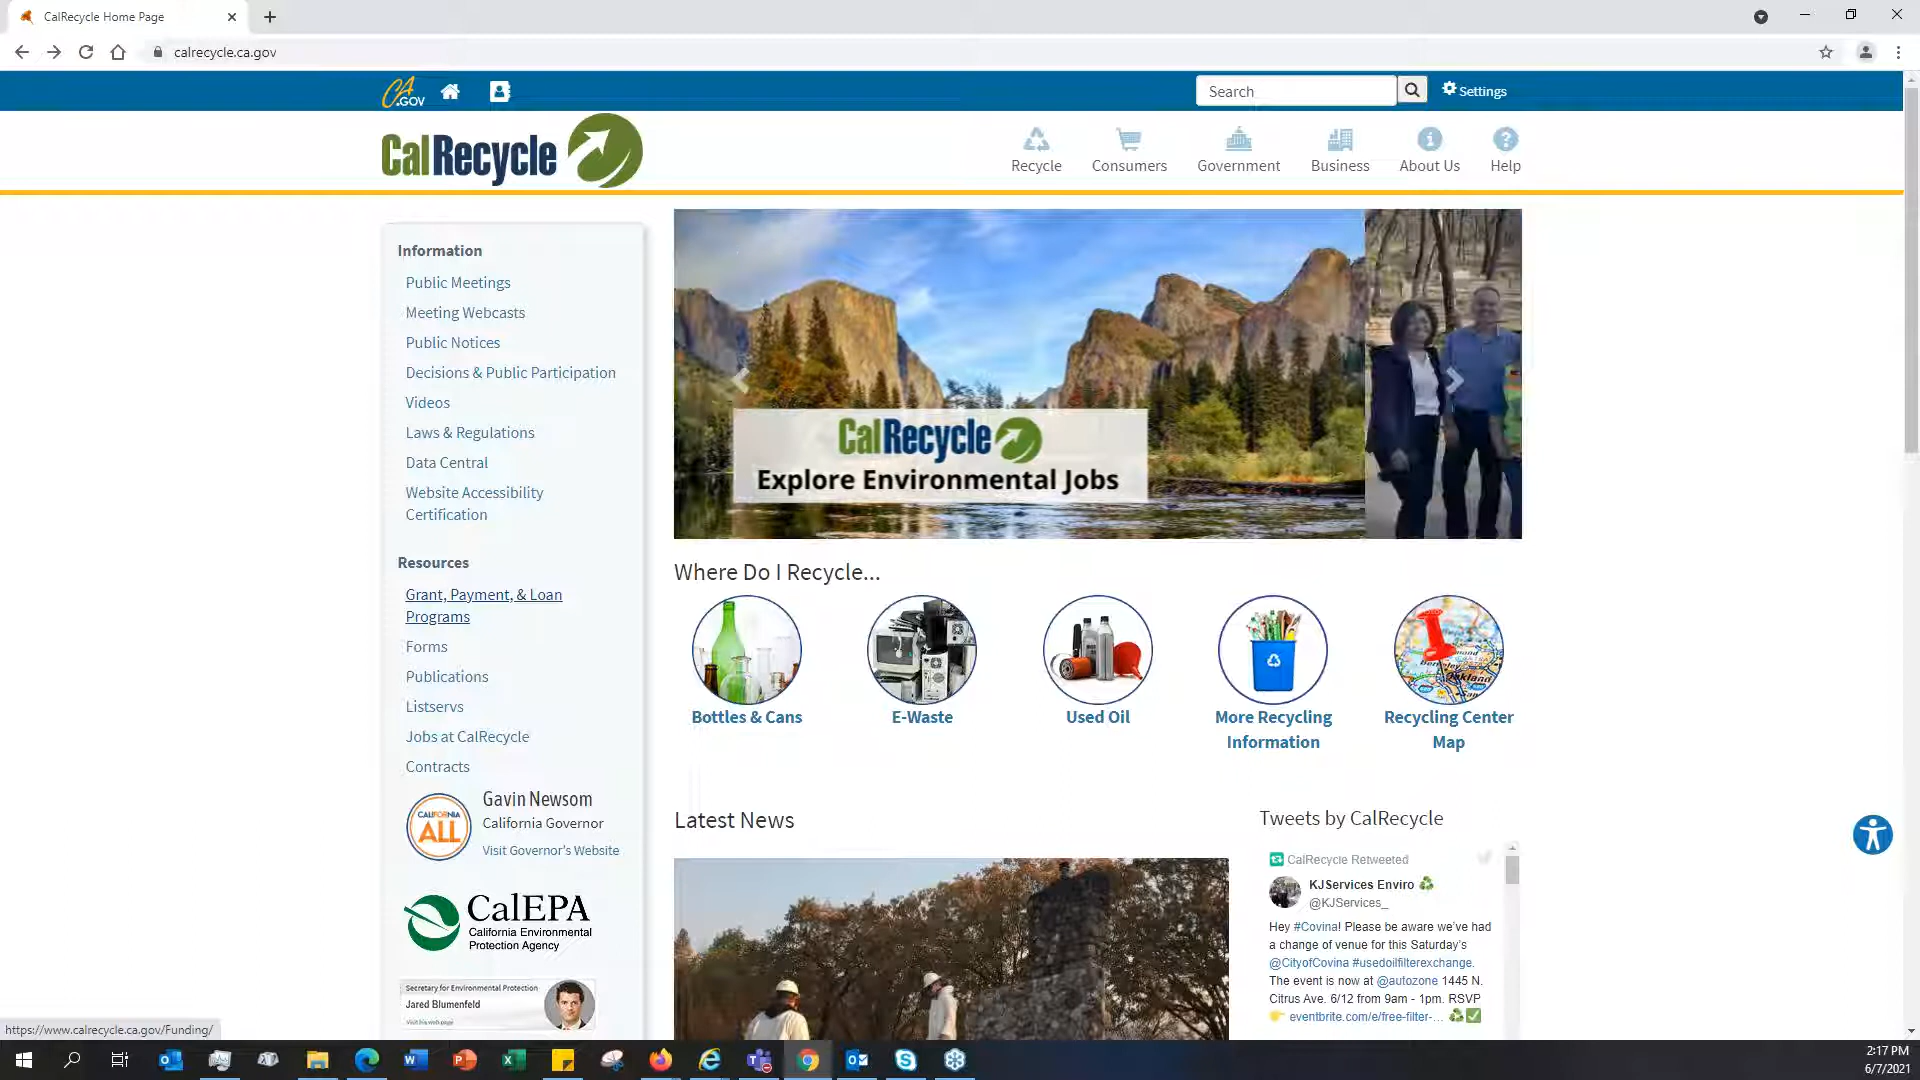 CalRecycle Home Page
calrecycle.ca.gov
CA.GOV
Search
Settings
CalRecycle
Recycle
Consumers
Government
Business
About Us
Help
Information
Public Meetings
Meeting Webcasts
Public Notices
Decisions & Public Participation
Videos
Laws & Regulations
Data Central
Website Accessibility
Certification
Resources
Grant, Payment, & Loan
Programs
Forms
Publications
Listservs
Jobs at CalRecycle
Contracts
CALIFORNIA
ALL
Gavin Newsom
California Governor
Visit Governor's Website
CalEPA
California Environmental
Protection Agency
Secretary for Environmental Protection
Jared Blumenfeld
Visit his web page
CalRecycle
Explore Environmental Jobs
Where Do I Recycle...
Bottles & Cans
E-Waste
Used Oil
More Recycling
Information
Recycling Center
Map
Latest News
Tweets by CalRecycle
CalRecycle Retweeted
KJServices Enviro
@KJServices_
Hey #Covina! Please be aware we've had
a change of venue for this Saturday's
@CityofCovina #usedoilfilterexchange.
The event is now at @autozone 1445 N.
Citrus Ave. 6/12 from 9am - 1pm. RSVP
eventbrite.com/e/free-filter-...
https://www.calrecycle.ca.gov/Funding/
2:17 PM
6/7/2021